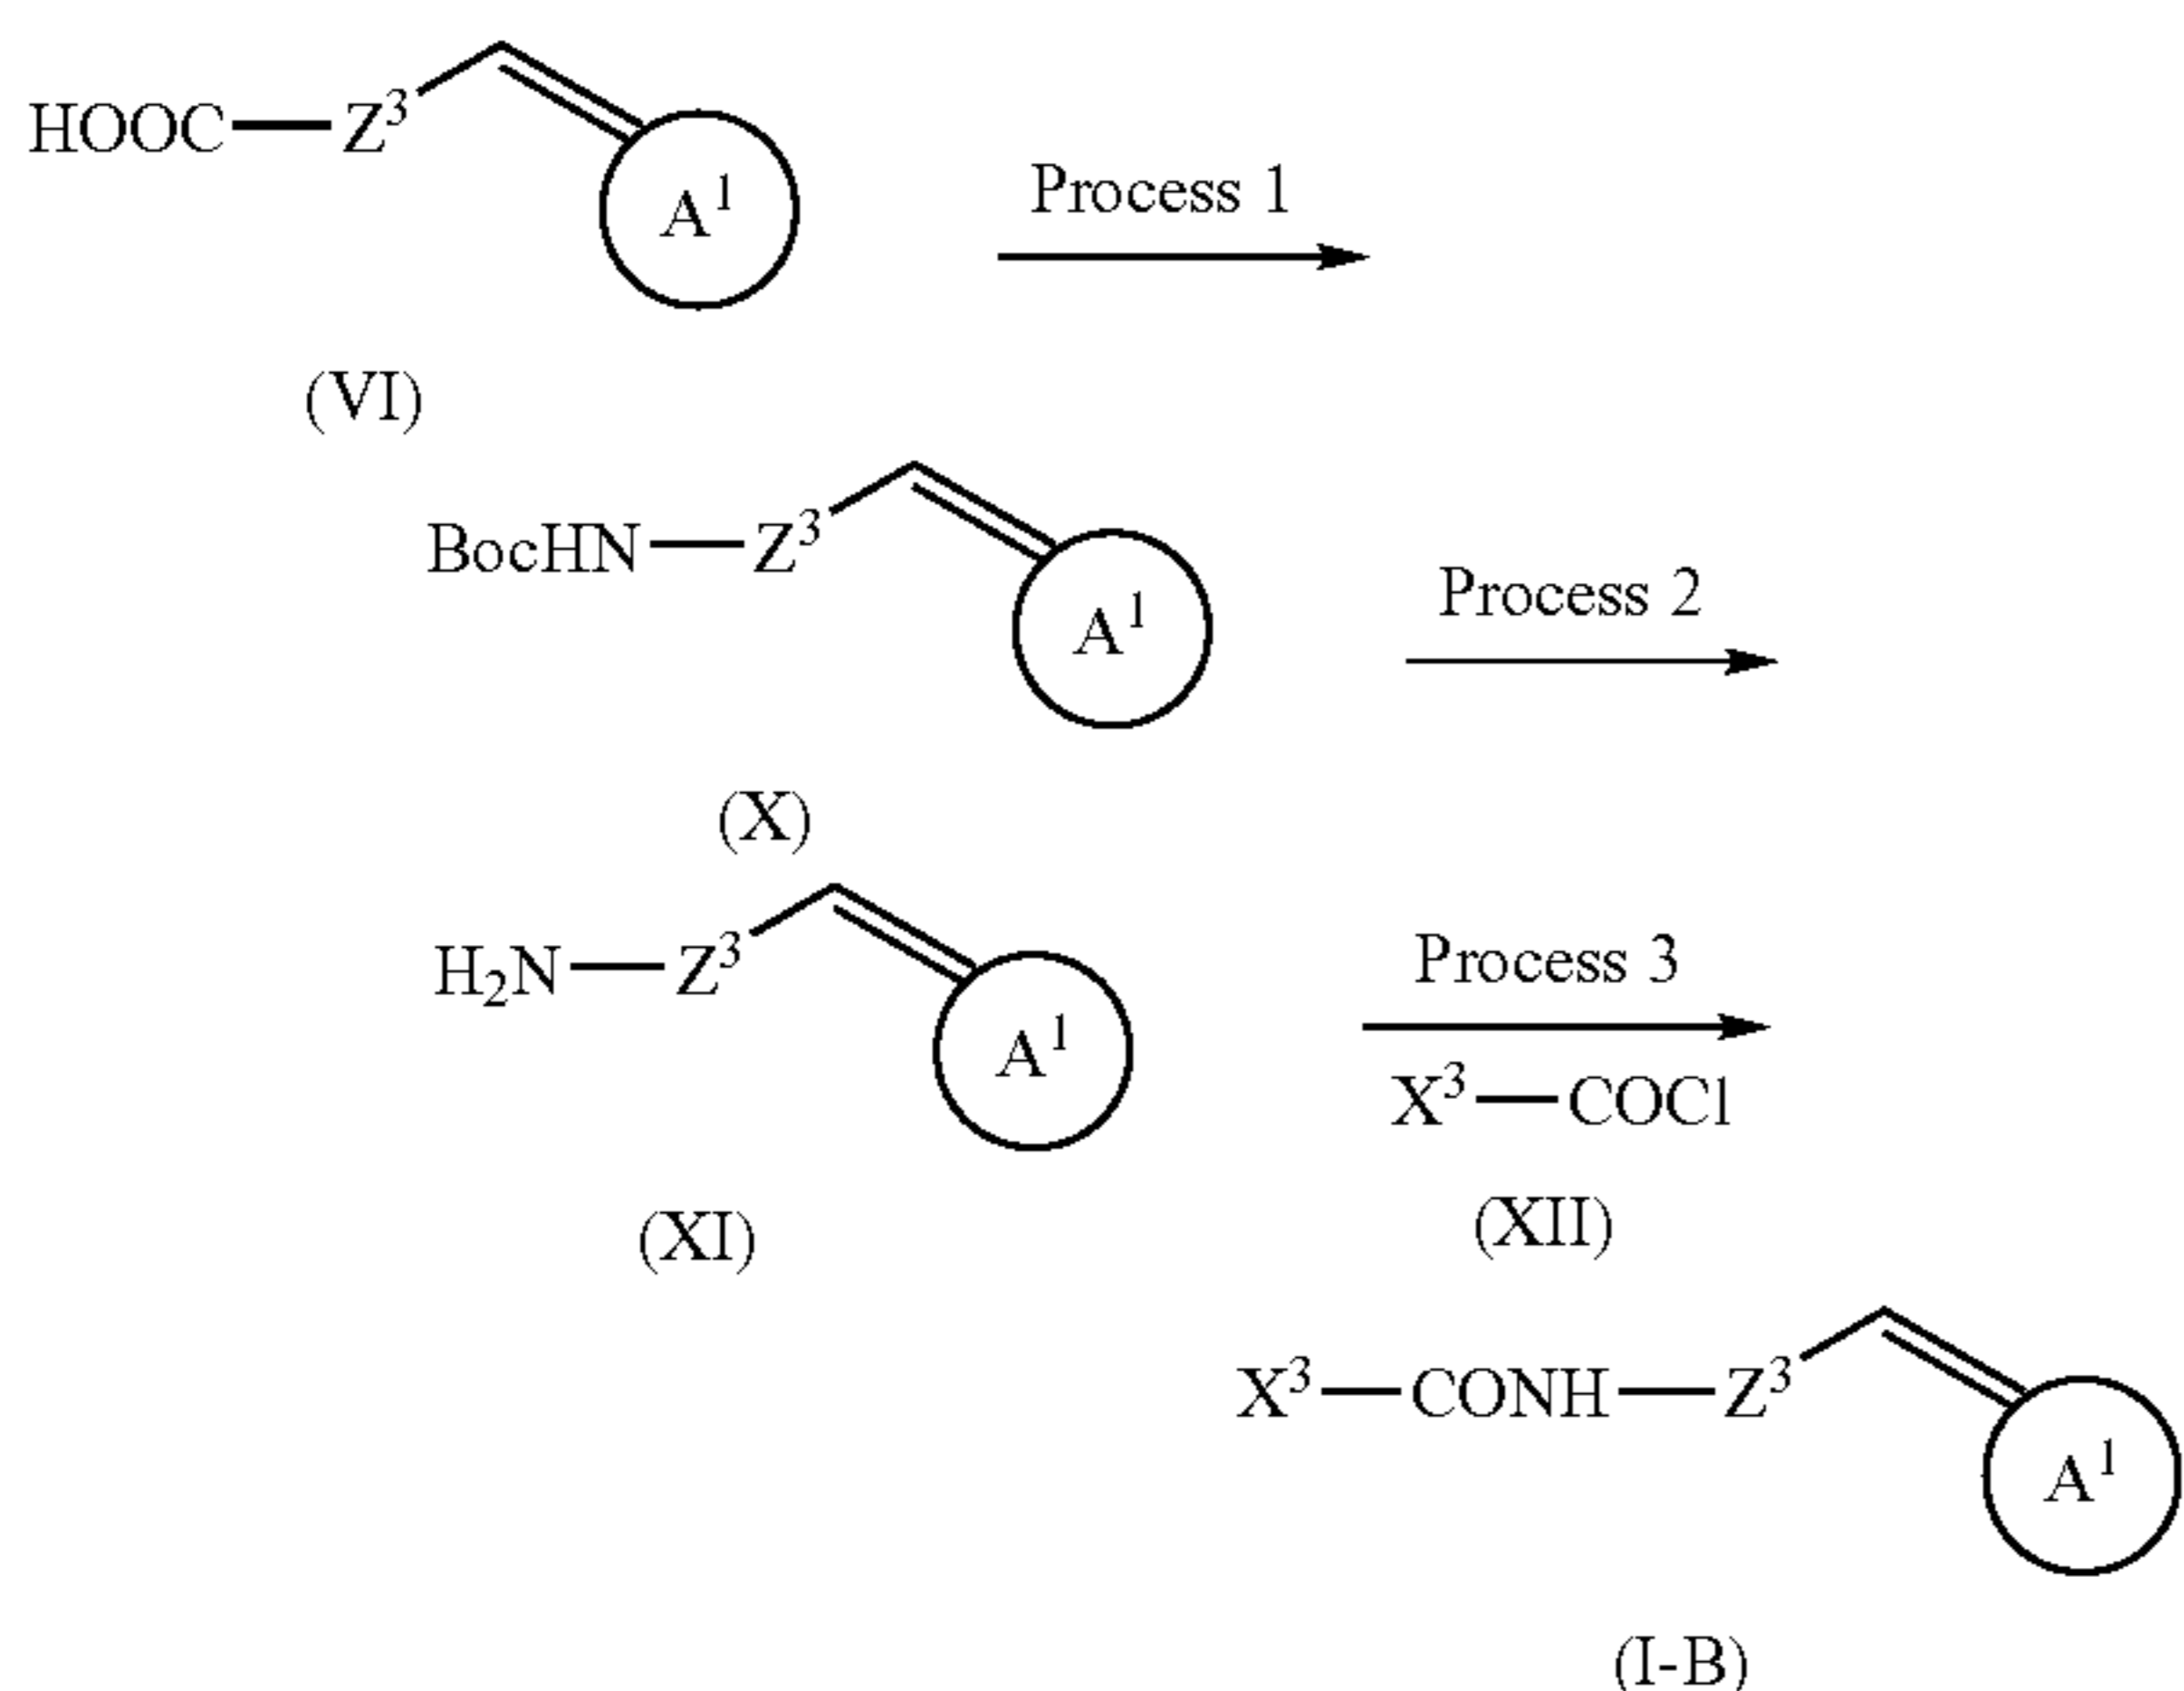 HOOC—Z³
A¹
Process 1
(VI)
BocHN—Z³
A¹
Process 2
(X)
H₂N—Z³
A¹
Process 3
X³—COCl
(XI)
(XII)
X³—CONH—Z³
A¹
(I-B)